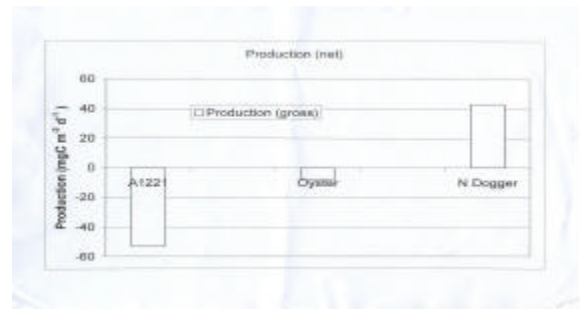 Production (net)
Production (mgC m⁻² d⁻¹)
60
40
20
0
-20
-40
-60
Production (gross)
A1221
Oyster
N Dogger